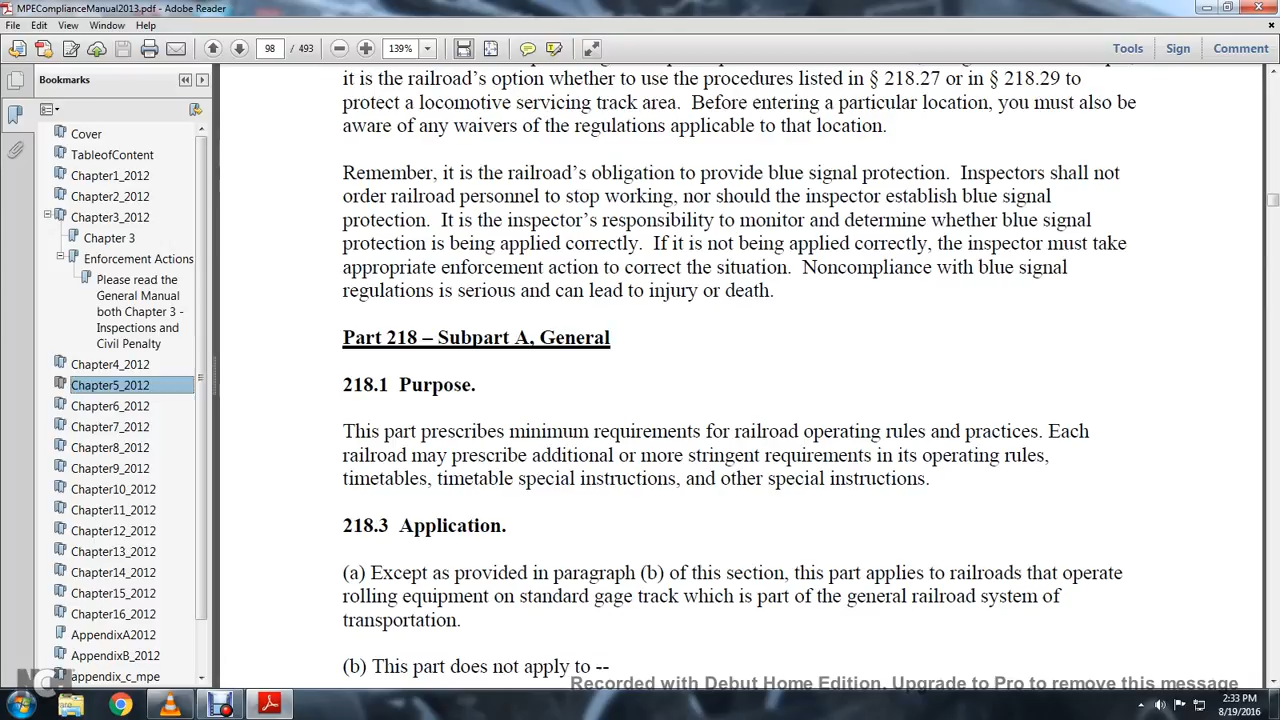 MPEComplianceManual2013.pdf - Adobe Reader
File Edit View Window Help
98 / 493 139% Tools Sign Comment
Bookmarks
Cover
TableofContent
Chapter1_2012
Chapter2_2012
Chapter3_2012
Chapter 3
Enforcement Actions
Please read the
General Manual
both Chapter 3 -
Inspections and
Civil Penalty
Chapter4_2012
Chapter5_2012
Chapter6_2012
Chapter7_2012
Chapter8_2012
Chapter9_2012
Chapter10_2012
Chapter11_2012
Chapter12_2012
Chapter13_2012
Chapter14_2012
Chapter15_2012
Chapter16_2012
AppendixA2012
AppendixB_2012
appendix_c_mpe
it is the railroad's option whether to use the procedures listed in § 218.27 or in § 218.29 to
protect a locomotive servicing track area. Before entering a particular location, you must also be
aware of any waivers of the regulations applicable to that location.
Remember, it is the railroad's obligation to provide blue signal protection. Inspectors shall not
order railroad personnel to stop working, nor should the inspector establish blue signal
protection. It is the inspector's responsibility to monitor and determine whether blue signal
protection is being applied correctly. If it is not being applied correctly, the inspector must take
appropriate enforcement action to correct the situation. Noncompliance with blue signal
regulations is serious and can lead to injury or death.
Part 218 – Subpart A, General
218.1 Purpose.
This part prescribes minimum requirements for railroad operating rules and practices. Each
railroad may prescribe additional or more stringent requirements in its operating rules,
timetables, timetable special instructions, and other special instructions.
218.3 Application.
(a) Except as provided in paragraph (b) of this section, this part applies to railroads that operate
rolling equipment on standard gage track which is part of the general railroad system of
transportation.
(b) This part does not apply to --
Recorded with Debut Home Edition. Upgrade to Pro to remove this message
2:33 PM
8/19/2016